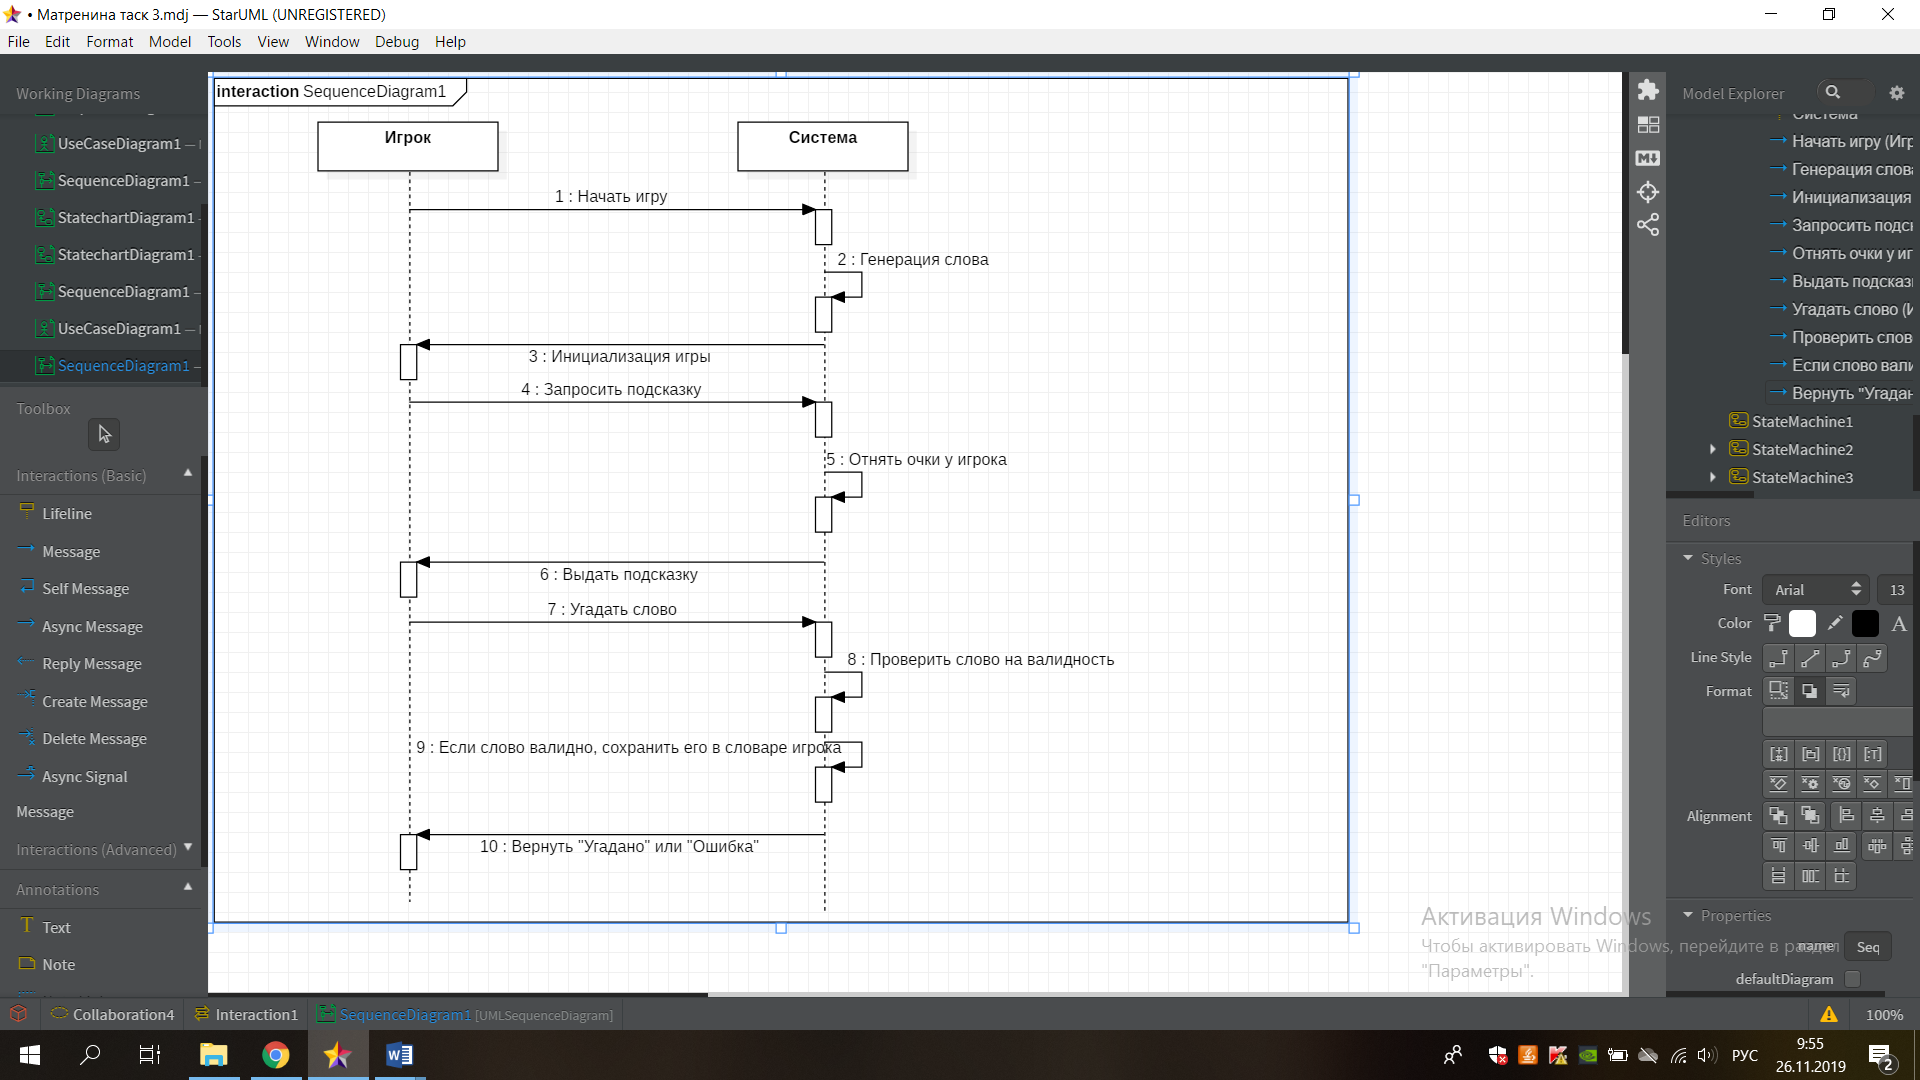 • Матренина таск 3.mdj — StarUML (UNREGISTERED)
File Edit Format Model Tools View Window Debug Help
Working Diagrams
UseCaseDiagram1 —
SequenceDiagram1 —
StatechartDiagram1 -
StatechartDiagram1 -
SequenceDiagram1 —
UseCaseDiagram1 —
SequenceDiagram1 —
Toolbox
Interactions (Basic)
Lifeline
Message
Self Message
Async Message
Reply Message
Create Message
Delete Message
Async Signal
Message
Interactions (Advanced)
Annotations
Text
Note
interaction SequenceDiagram1
Игрок
Система
1 : Начать игру
2 : Генерация слова
3 : Инициализация игры
4 : Запросить подсказку
5 : Отнять очки у игрока
6 : Выдать подсказку
7 : Угадать слово
8 : Проверить слово на валидность
9 : Если слово валидно, сохранить его в словаре игрока
10 : Вернуть "Угадано" или "Ошибка"
Model Explorer
Система
Начать игру (Игр
Генерация слова
Инициализация
Запросить подск
Отнять очки у иг
Выдать подсказ
Угадать слово (И
Проверить слов
Если слово вали
Вернуть "Угадан
StateMachine1
StateMachine2
StateMachine3
Editors
Styles
Font Arial 13
Color A
Line Style
Format
Alignment
Properties
name Seq
defaultDiagram
Активация Windows
Чтобы активировать Windows, перейдите в раздел
"Параметры".
Collaboration4 Interaction1 SequenceDiagram1 [UMLSequenceDiagram] 100%
РУС
9:55
26.11.2019
2